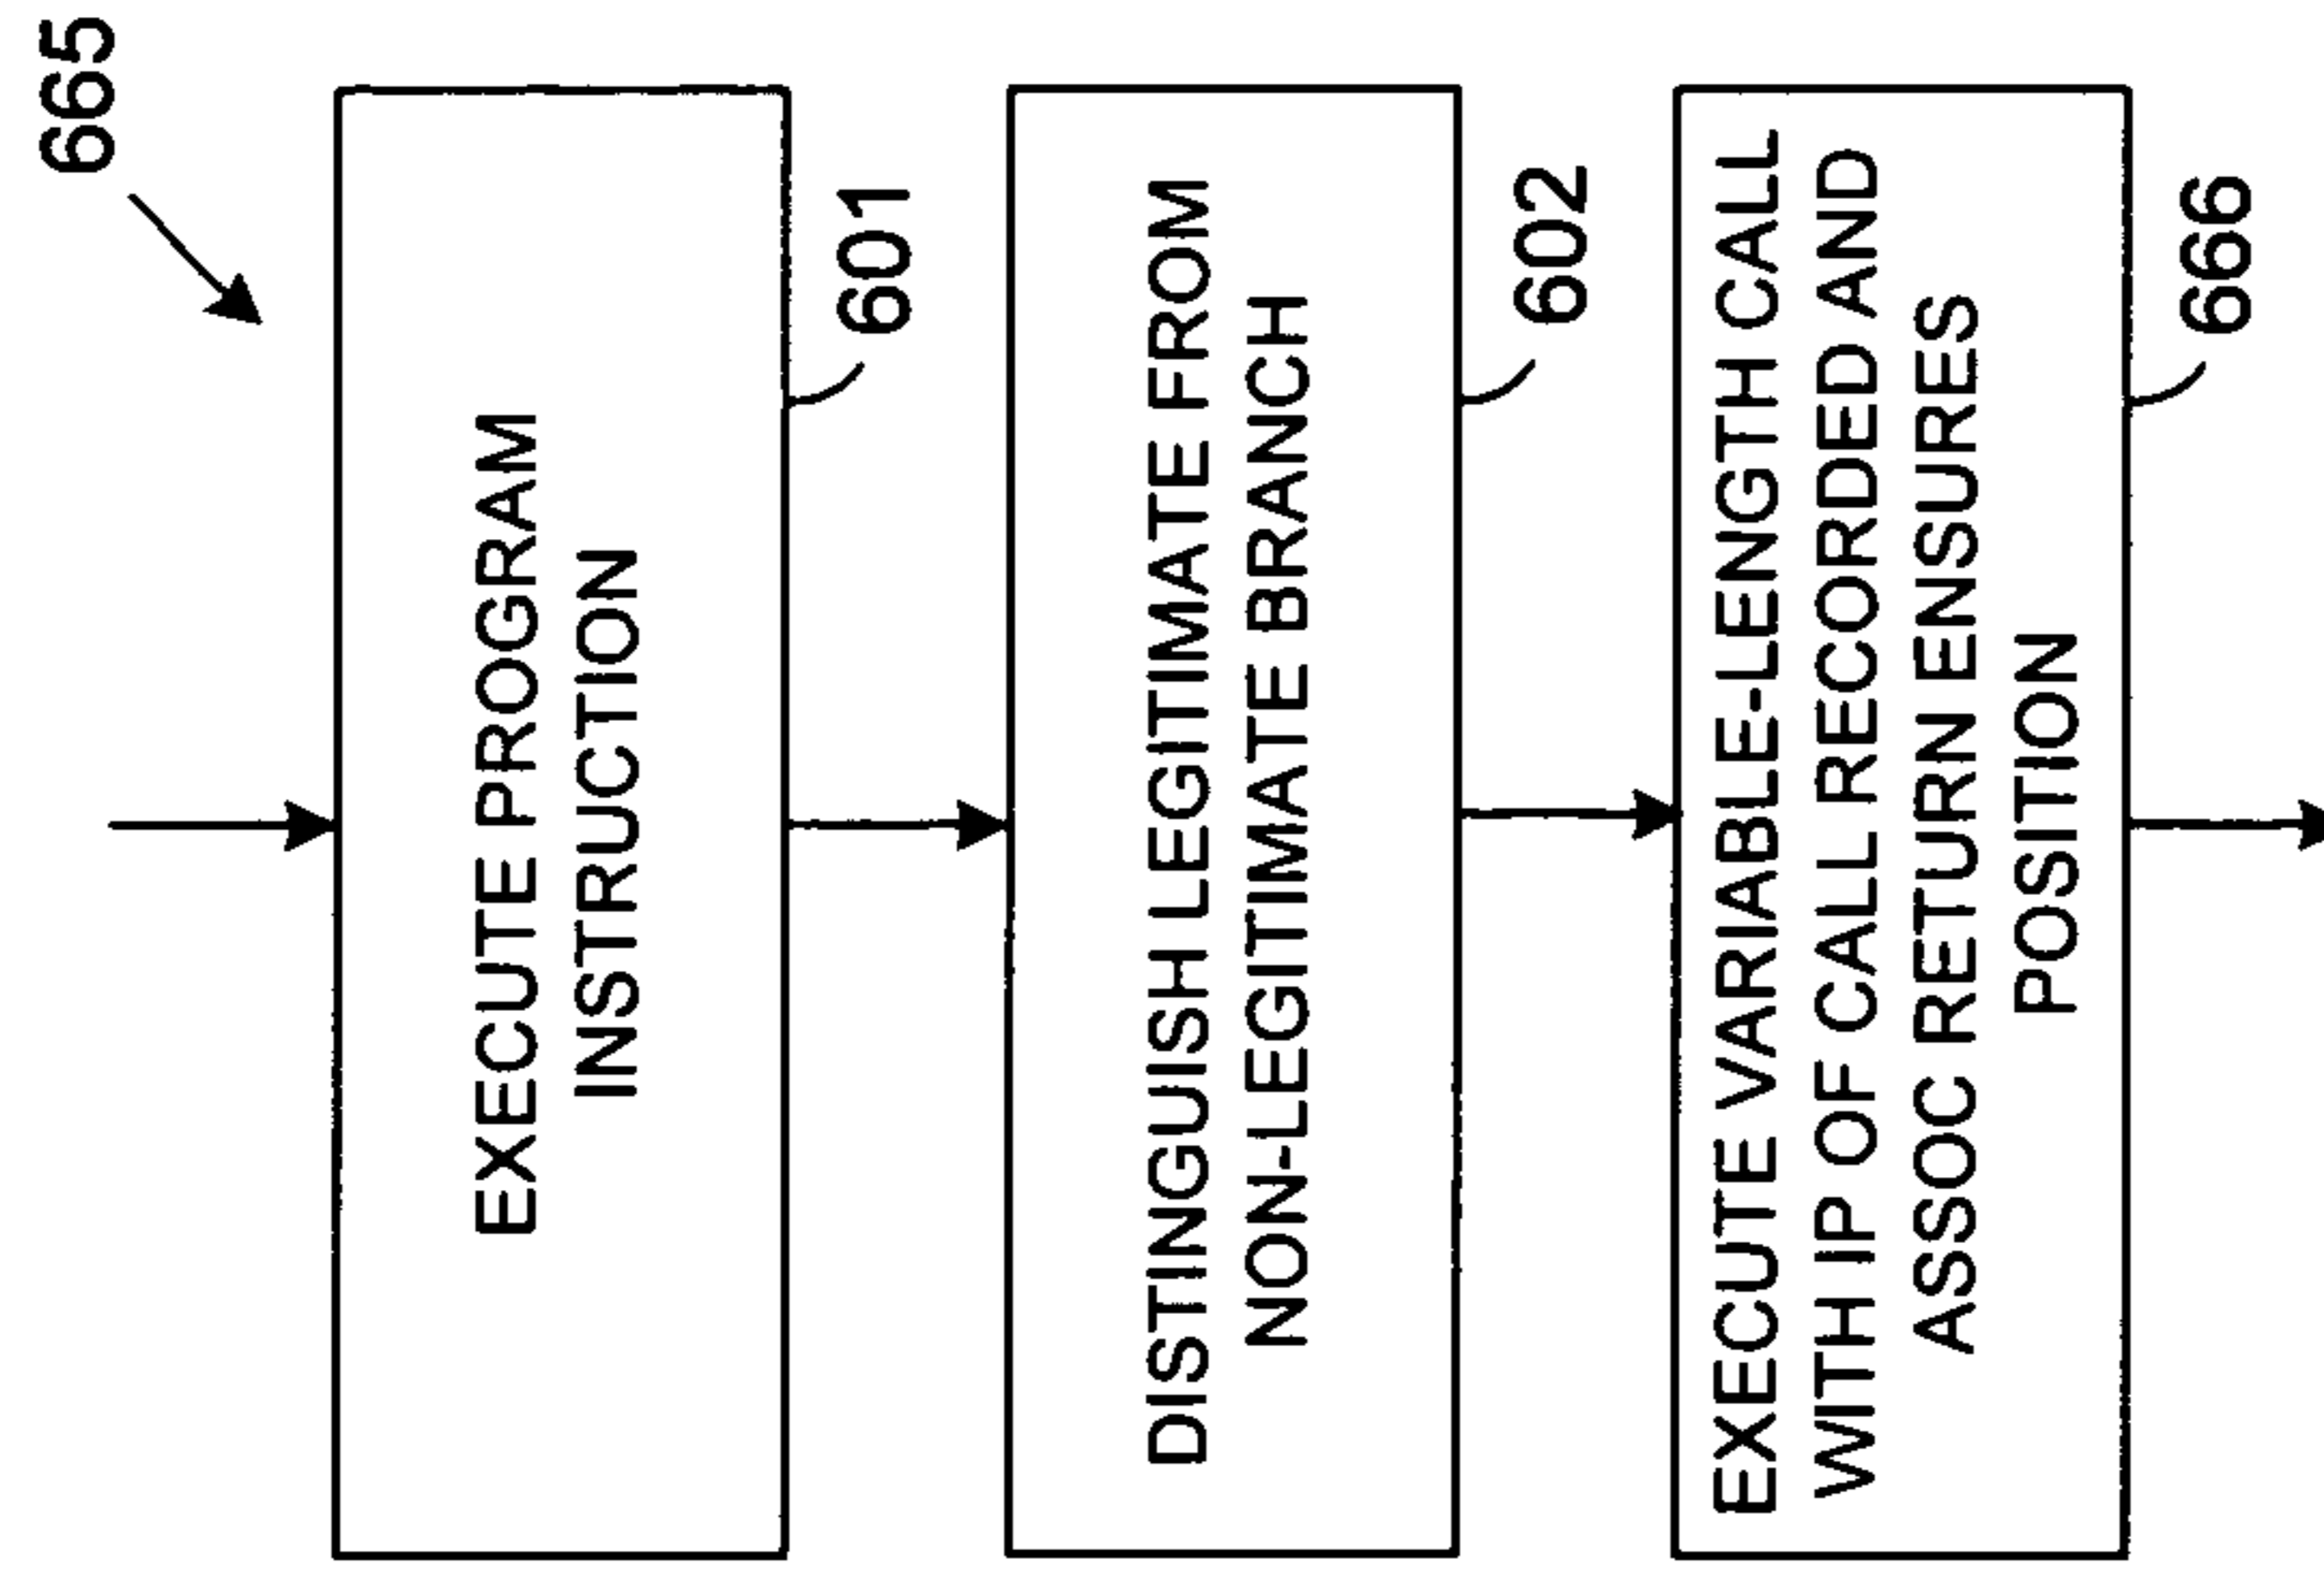 665
EXECUTE PROGRAM
INSTRUCTION
601
DISTINGUISH LEGITIMATE FROM
NON-LEGITIMATE BRANCH
602
EXECUTE VARIABLE-LENGTH CALL
WITH IP OF CALL RECORDED AND
ASSOC RETURN ENSURES
POSITION
666